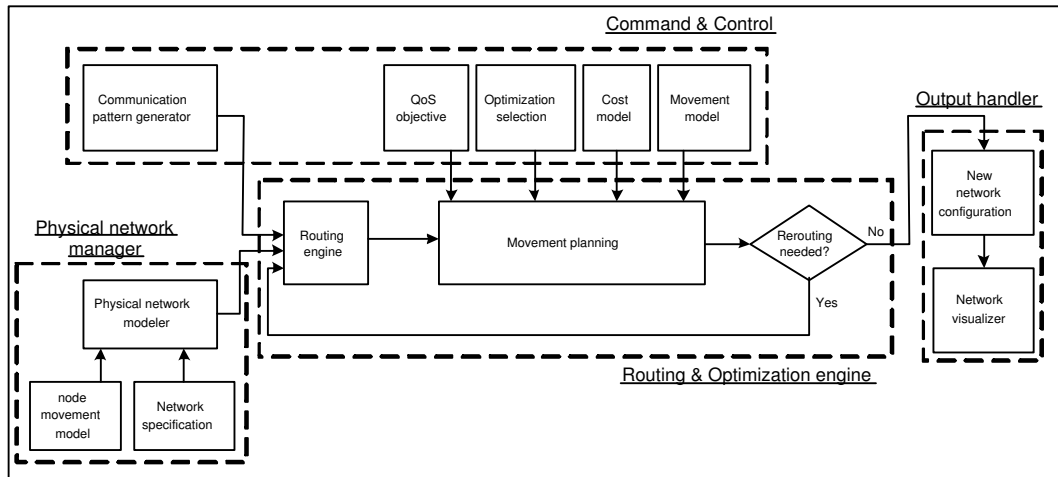 Command & Control
Communication
pattern generator
QoS
objective
Optimization
selection
Cost
model
Movement
model
Output handler
New
network
configuration
Network
visualizer
Physical network
manager
Routing
engine
Movement planning
Rerouting
needed?
No
Yes
Physical network
modeler
node
movement
model
Network
specification
Routing & Optimization engine